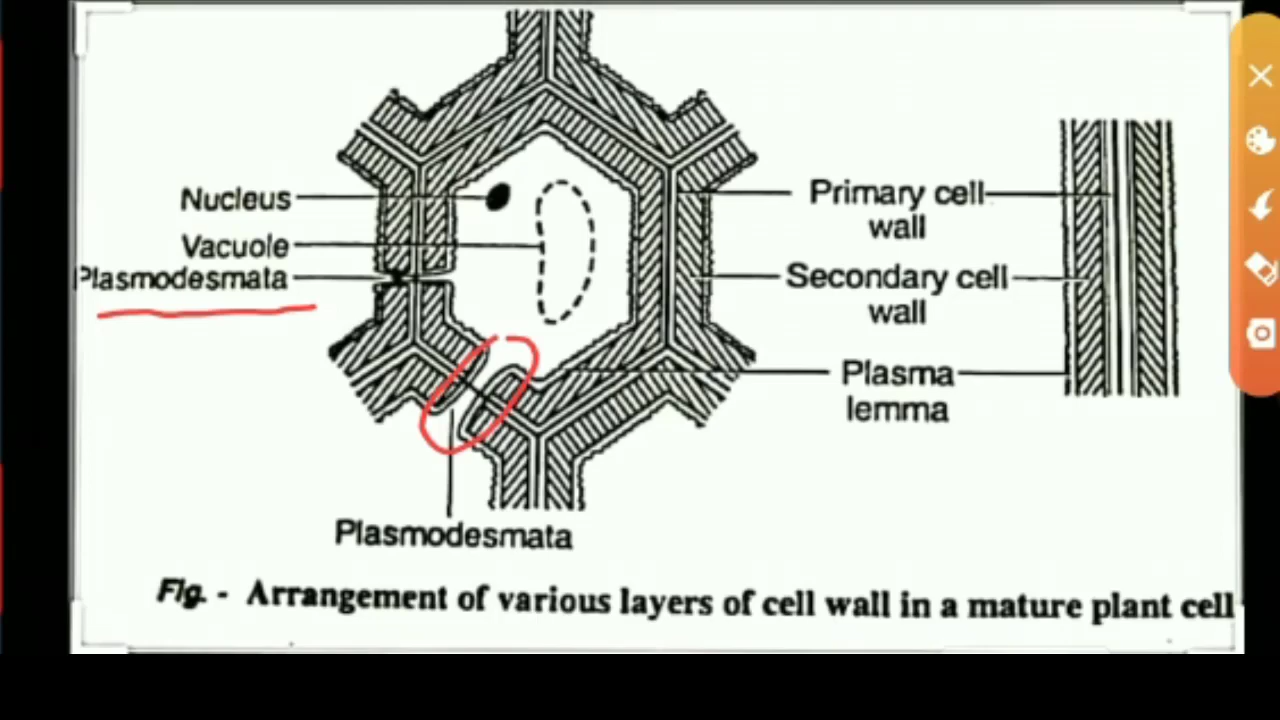 Nucleus
Vacuole
Plasmodesmata
Primary cell
wall
Secondary cell
wall
Plasma
lemma
Plasmodesmata
Fig. - Arrangement of various layers of cell wall in a mature plant cell